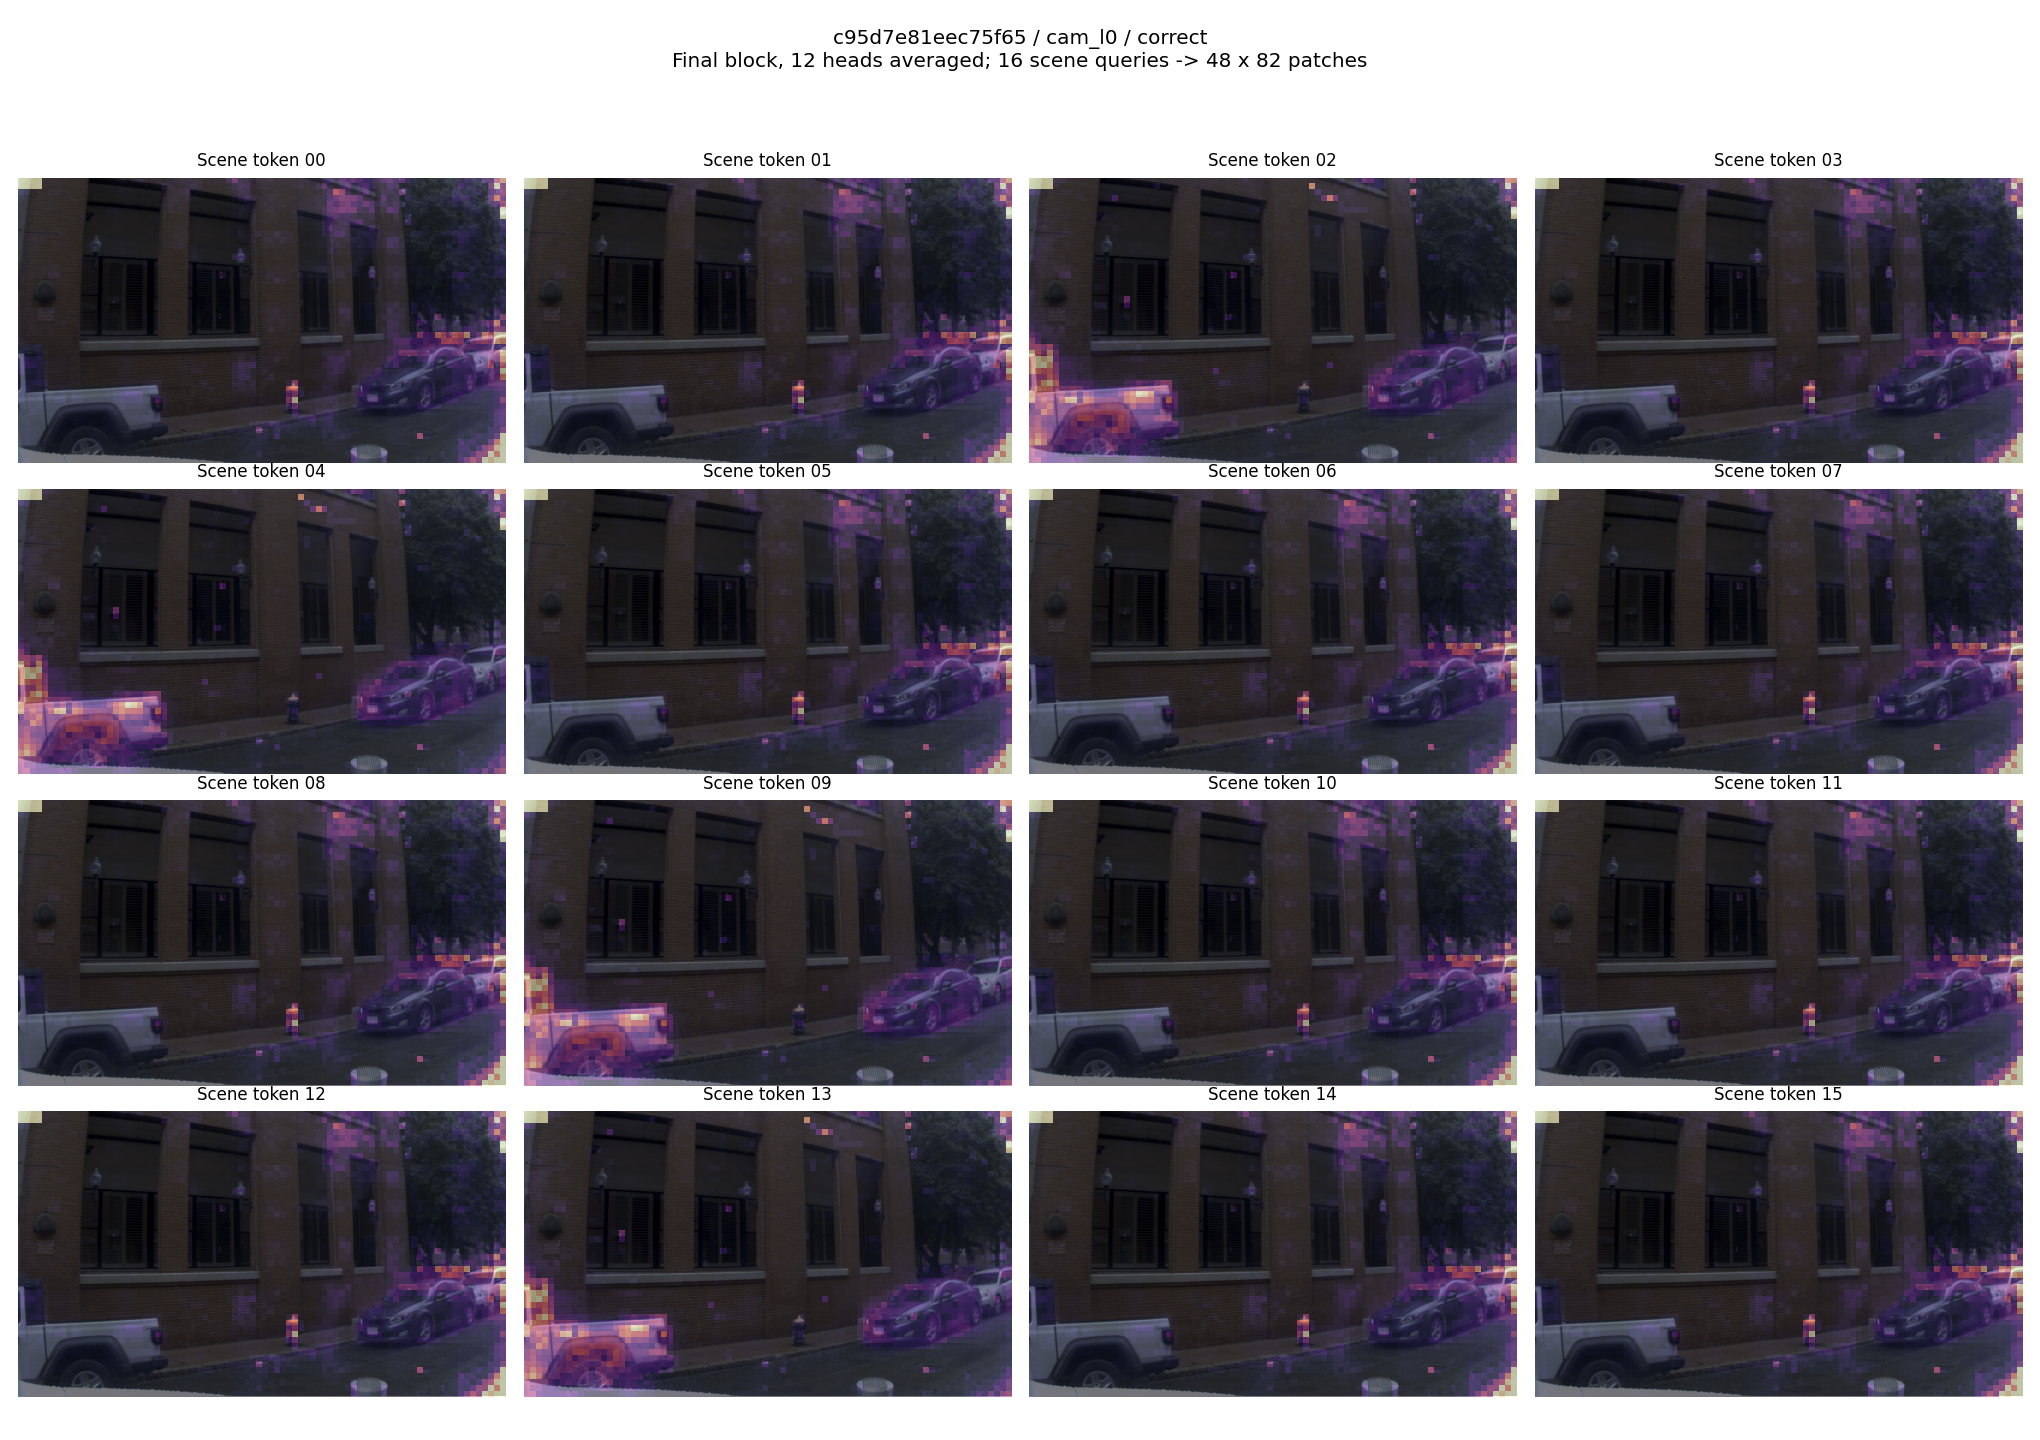 c95d7e81eec75f65 / cam_l0 / correct
Final block, 12 heads averaged; 16 scene queries -> 48 x 82 patches
Scene token 00
Scene token 01
Scene token 02
Scene token 03
Scene token 04
Scene token 05
Scene token 06
Scene token 07
Scene token 08
Scene token 09
Scene token 10
Scene token 11
Scene token 12
Scene token 13
Scene token 14
Scene token 15